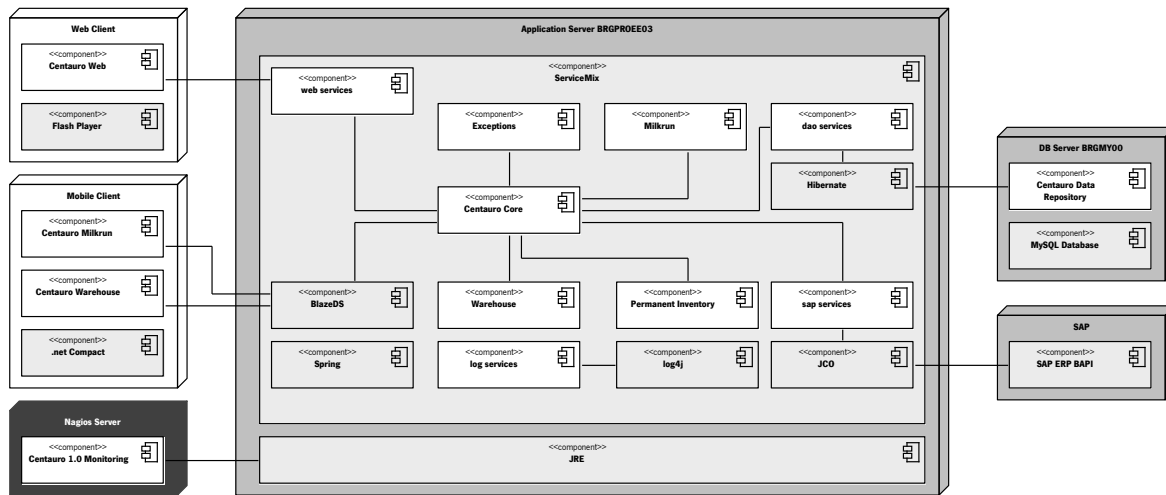 Web Client
<<component>>
Centauro Web
<<component>>
Flash Player
Mobile Client
<<component>>
Centauro Milkrun
<<component>>
Centauro Warehouse
<<component>>
.net Compact
Nagios Server
<<component>>
Centauro 1.0 Monitoring
Application Server BRGPROEE03
<<component>>
ServiceMix
<<component>>
web services
<<component>>
Exceptions
<<component>>
Milkrun
<<component>>
dao services
<<component>>
Hibernate
<<component>>
Centauro Core
<<component>>
BlazeDS
<<component>>
Warehouse
<<component>>
Permanent Inventory
<<component>>
sap services
<<component>>
Spring
<<component>>
log services
<<component>>
log4j
<<component>>
JCO
<<component>>
JRE
DB Server BRGMY00
<<component>>
Centauro Data
Repository
<<component>>
MySQL Database
SAP
<<component>>
SAP ERP BAPI